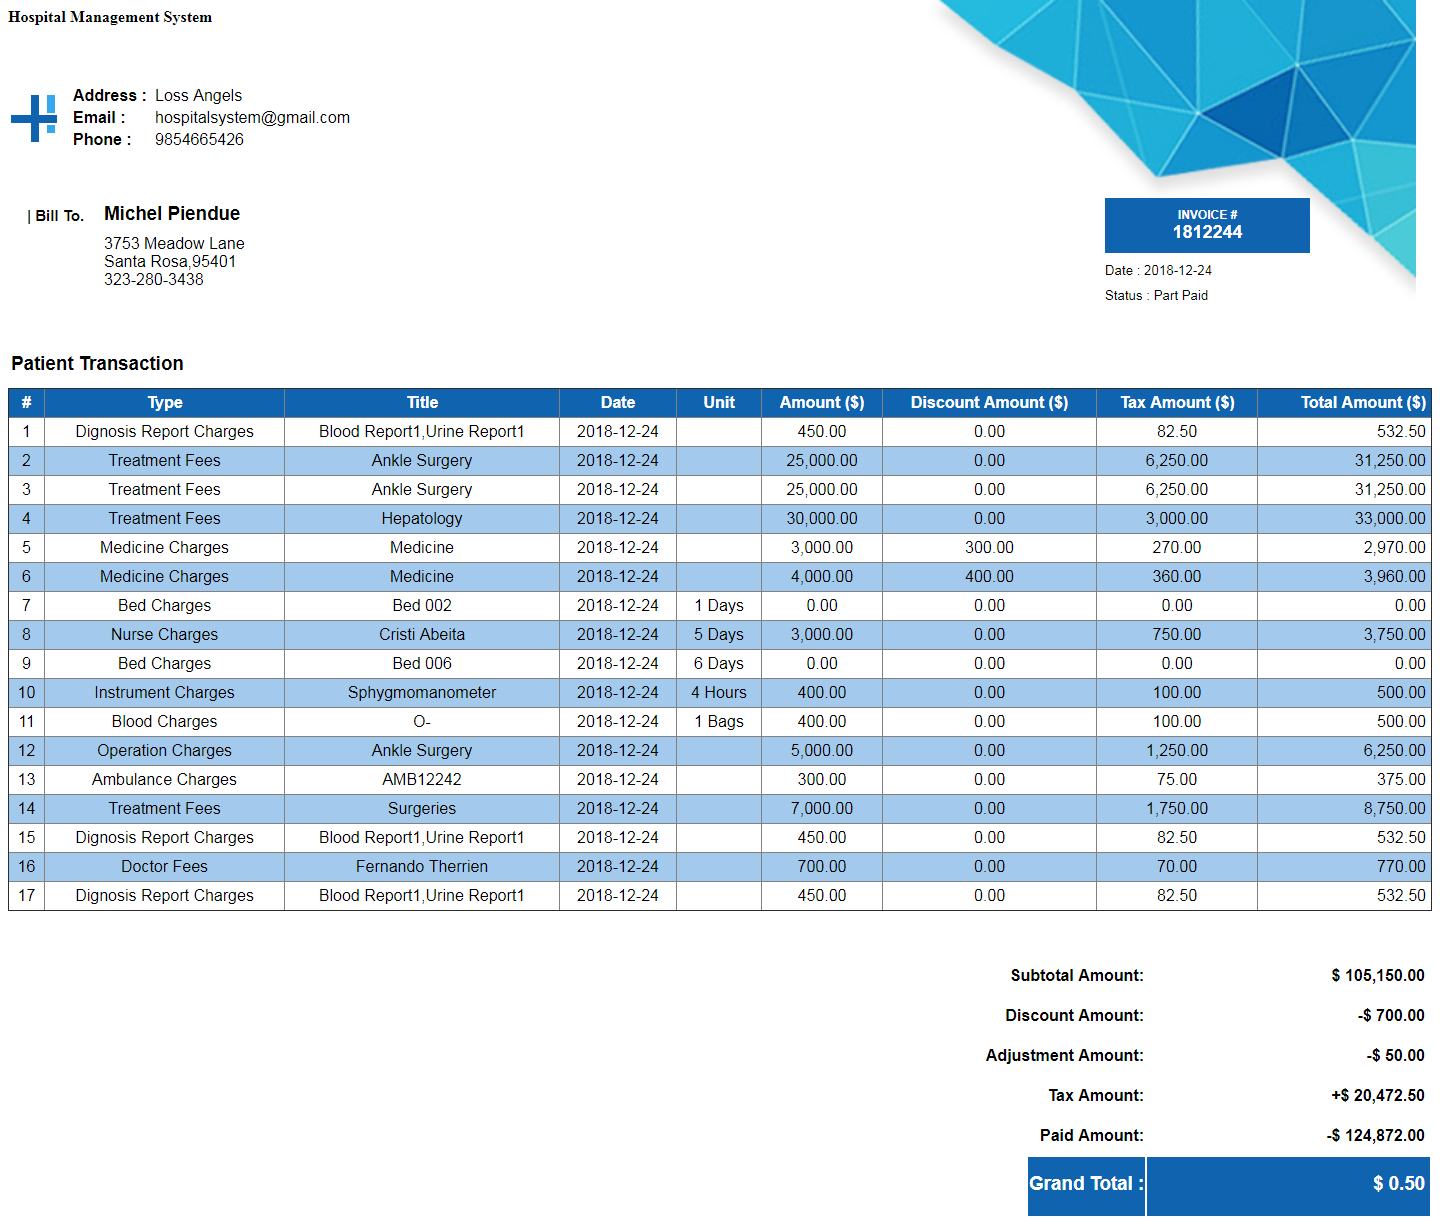 Hospital Management System
Address : Loss Angels
Email : hospitalsystem@gmail.com
Phone : 9854665426
| Bill To. Michel Piendue
3753 Meadow Lane
Santa Rosa,95401
323-280-3438
INVOICE #
1812244
Date : 2018-12-24
Status : Part Paid
Patient Transaction
# Type Title Date Unit Amount ($) Discount Amount ($) Tax Amount ($) Total Amount ($)
1 Dignosis Report Charges Blood Report1,Urine Report1 2018-12-24 450.00 0.00 82.50 532.50
2 Treatment Fees Ankle Surgery 2018-12-24 25,000.00 0.00 6,250.00 31,250.00
3 Treatment Fees Ankle Surgery 2018-12-24 25,000.00 0.00 6,250.00 31,250.00
4 Treatment Fees Hepatology 2018-12-24 30,000.00 0.00 3,000.00 33,000.00
5 Medicine Charges Medicine 2018-12-24 3,000.00 300.00 270.00 2,970.00
6 Medicine Charges Medicine 2018-12-24 4,000.00 400.00 360.00 3,960.00
7 Bed Charges Bed 002 2018-12-24 1 Days 0.00 0.00 0.00 0.00
8 Nurse Charges Cristi Abeita 2018-12-24 5 Days 3,000.00 0.00 750.00 3,750.00
9 Bed Charges Bed 006 2018-12-24 6 Days 0.00 0.00 0.00 0.00
10 Instrument Charges Sphygmomanometer 2018-12-24 4 Hours 400.00 0.00 100.00 500.00
11 Blood Charges O- 2018-12-24 1 Bags 400.00 0.00 100.00 500.00
12 Operation Charges Ankle Surgery 2018-12-24 5,000.00 0.00 1,250.00 6,250.00
13 Ambulance Charges AMB12242 2018-12-24 300.00 0.00 75.00 375.00
14 Treatment Fees Surgeries 2018-12-24 7,000.00 0.00 1,750.00 8,750.00
15 Dignosis Report Charges Blood Report1,Urine Report1 2018-12-24 450.00 0.00 82.50 532.50
16 Doctor Fees Fernando Therrien 2018-12-24 700.00 0.00 70.00 770.00
17 Dignosis Report Charges Blood Report1,Urine Report1 2018-12-24 450.00 0.00 82.50 532.50
Subtotal Amount: $ 105,150.00
Discount Amount: -$ 700.00
Adjustment Amount: -$ 50.00
Tax Amount: +$ 20,472.50
Paid Amount: -$ 124,872.00
Grand Total : $ 0.50